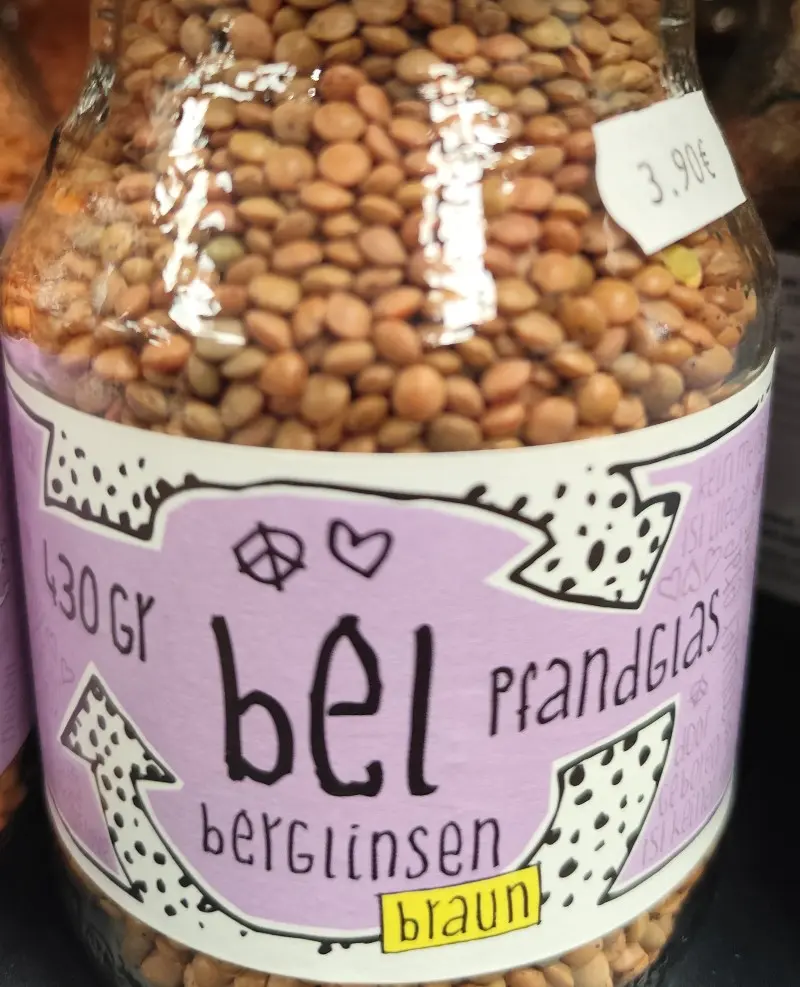 3.90€
430 Gr
bel
PfandGlas
berglinsen
braun